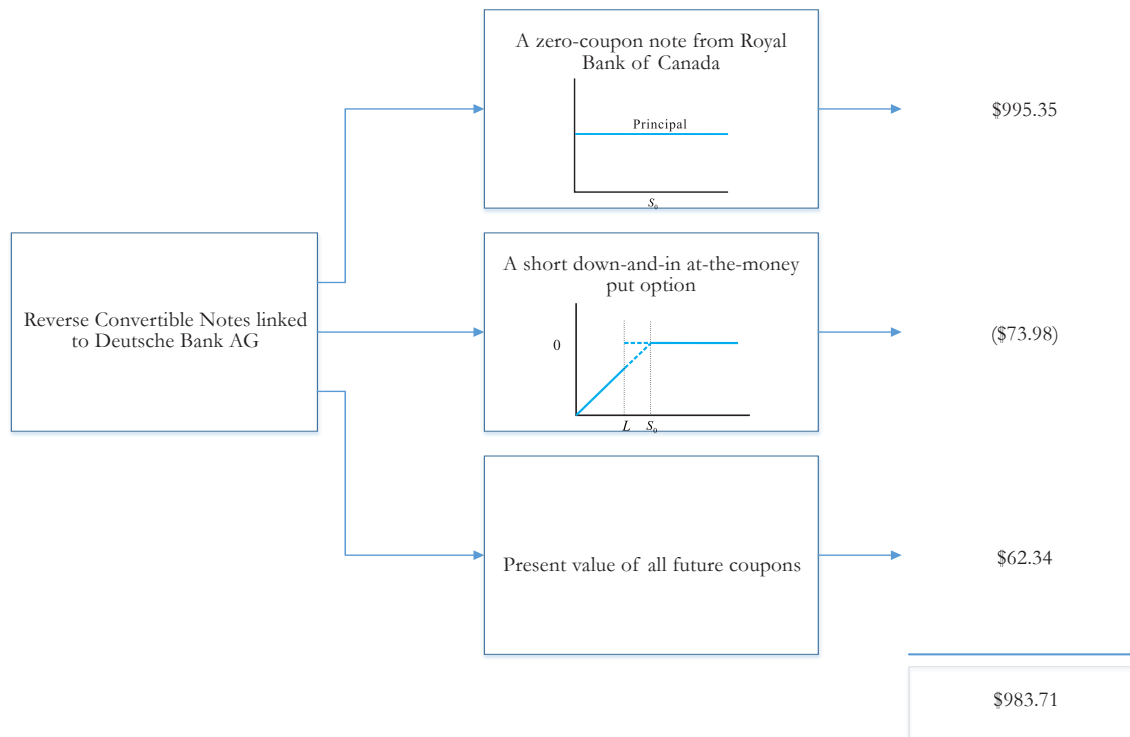 A zero-coupon note from Royal
Bank of Canada
Principal
S₀
$995.35
Reverse Convertible Notes linked
to Deutsche Bank AG
A short down-and-in at-the-money
put option
0
L S₀
($73.98)
Present value of all future coupons
$62.34
$983.71